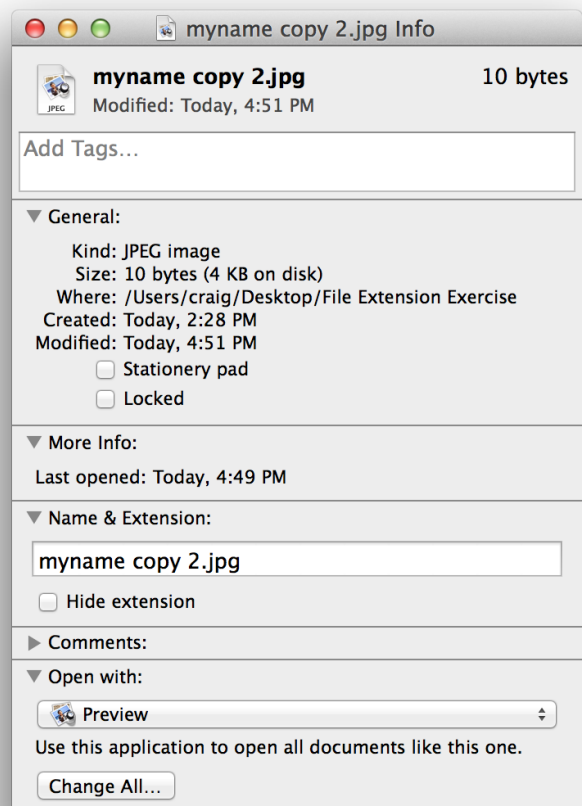 myname copy 2.jpg Info
myname copy 2.jpg 10 bytes
JPEG
Modified: Today, 4:51 PM
Add Tags...
General:
Kind: JPEG image
Size: 10 bytes (4 KB on disk)
Where: /Users/craig/Desktop/File Extension Exercise
Created: Today, 2:28 PM
Modified: Today, 4:51 PM
Stationery pad
Locked
More Info:
Last opened: Today, 4:49 PM
Name & Extension:
myname copy 2.jpg
Hide extension
Comments:
Open with:
Preview
Use this application to open all documents like this one.
Change All...